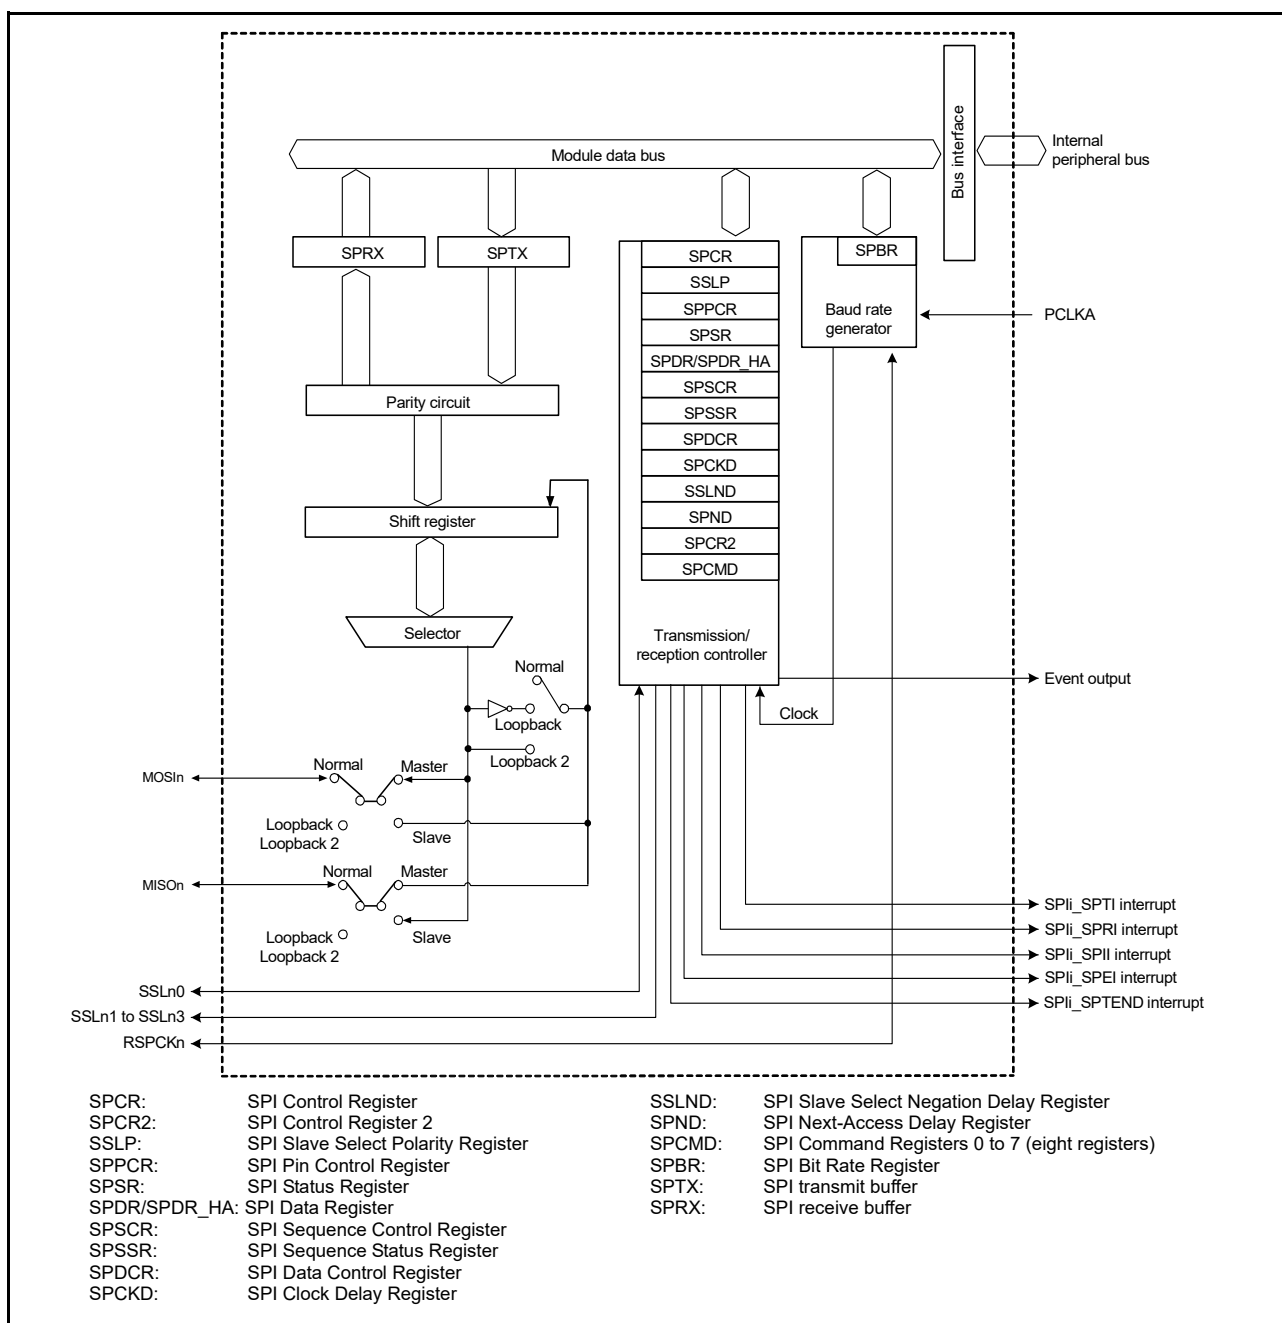 Module data bus
Bus interface
Internal
peripheral bus
SPRX
SPTX
SPCR
SSLP
SPPCR
SPSR
SPDR/SPDR_HA
SPSCR
SPSSR
SPDCR
SPCKD
SSLND
SPND
SPCR2
SPCMD
Transmission/
reception controller
SPBR
Baud rate
generator
PCLKA
Parity circuit
Shift register
Selector
Normal
Loopback
Loopback 2
Clock
Event output
MOSIn
Normal
Master
Loopback
Loopback 2
Slave
MISOn
Normal
Master
Loopback
Loopback 2
Slave
SPIi_SPTI interrupt
SPIi_SPRI interrupt
SPIi_SPII interrupt
SPIi_SPEI interrupt
SPIi_SPTEND interrupt
SSLn0
SSLn1 to SSLn3
RSPCKn
SPCR: SPI Control Register
SPCR2: SPI Control Register 2
SSLP: SPI Slave Select Polarity Register
SPPCR: SPI Pin Control Register
SPSR: SPI Status Register
SPDR/SPDR_HA: SPI Data Register
SPSCR: SPI Sequence Control Register
SPSSR: SPI Sequence Status Register
SPDCR: SPI Data Control Register
SPCKD: SPI Clock Delay Register
SSLND: SPI Slave Select Negation Delay Register
SPND: SPI Next-Access Delay Register
SPCMD: SPI Command Registers 0 to 7 (eight registers)
SPBR: SPI Bit Rate Register
SPTX: SPI transmit buffer
SPRX: SPI receive buffer